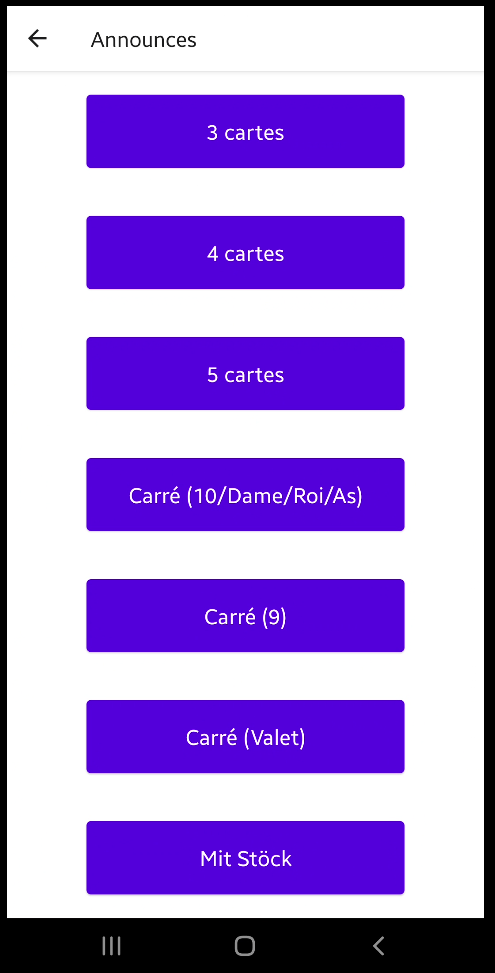 Announces
3 cartes
4 cartes
5 cartes
Carré (10/Dame/Roi/As)
Carré (9)
Carré (Valet)
Mit Stöck